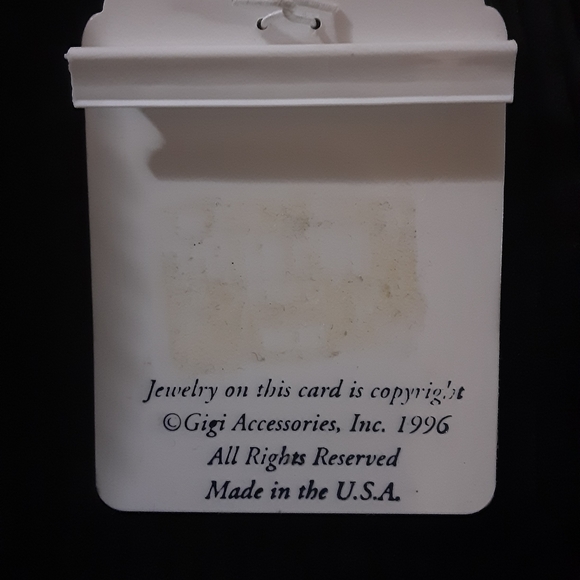 Jewelry on this card is copyright
©Gigi Accessories, Inc. 1996
All Rights Reserved
Made in the U.S.A.